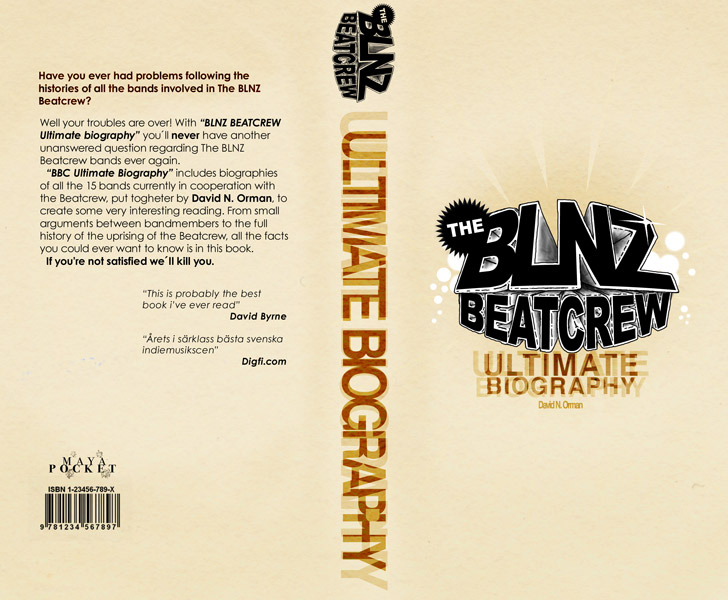 Have you ever had problems following the
histories of all the bands involved in The BLNZ
Beatcrew?
Well your troubles are over! With “BLNZ BEATCREW
Ultimate biography” you´ll never have another
unanswered question regarding The BLNZ
Beatcrew bands ever again.
“BBC Ultimate Biography” includes biographies
of all the 15 bands currently in cooperation with
the Beatcrew, put togheter by David N. Orman, to
create some very interesting reading. From small
arguments between bandmembers to the full
history of the uprising of the Beatcrew, all the facts
you could ever want to know is in this book.
If you're not satisfied we´ll kill you.
“This is probably the best
book i’ve ever read”
David Byrne
“Årets i särklass bästa svenska
indiemusikscen”
Digfi.com
MAYA
POCKET
ISBN 1-23456-789-X
9 781234 567897
THE
BLNZ
BEATCREW
ULTIMATE BIOGRAPHY
THE
BLNZ
BEATCREW
ULTIMATE
BIOGRAPHY
David N. Orman